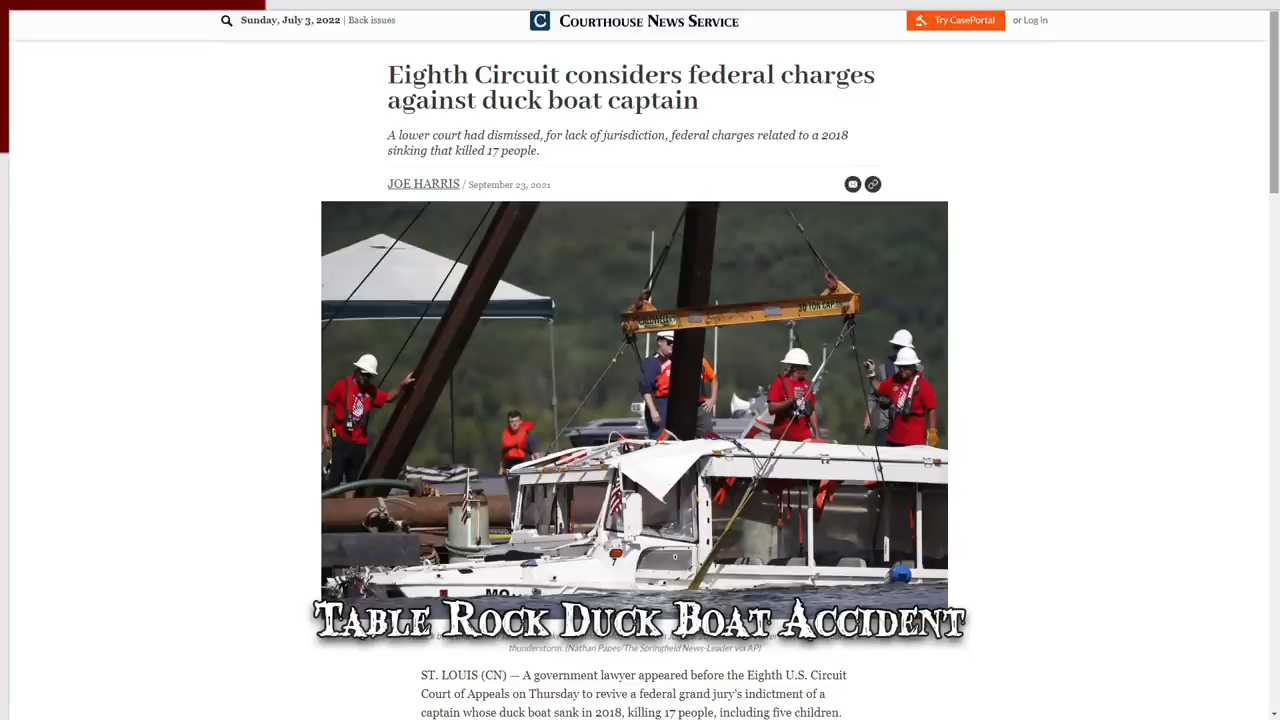 Sunday, July 3, 2022 | Back issues
C Courthouse News Service
Try CasePortal
or Log in
Eighth Circuit considers federal charges
against duck boat captain
A lower court had dismissed, for lack of jurisdiction, federal charges related to a 2018
sinking that killed 17 people.
JOE HARRIS / September 23, 2021
30 TON CAP
7
Table Rock Duck Boat Accident
thunderstorm. (Nathan Papes/The Springfield News-Leader via AP)
ST. LOUIS (CN) — A government lawyer appeared before the Eighth U.S. Circuit
Court of Appeals on Thursday to revive a federal grand jury's indictment of a
captain whose duck boat sank in 2018, killing 17 people, including five children.